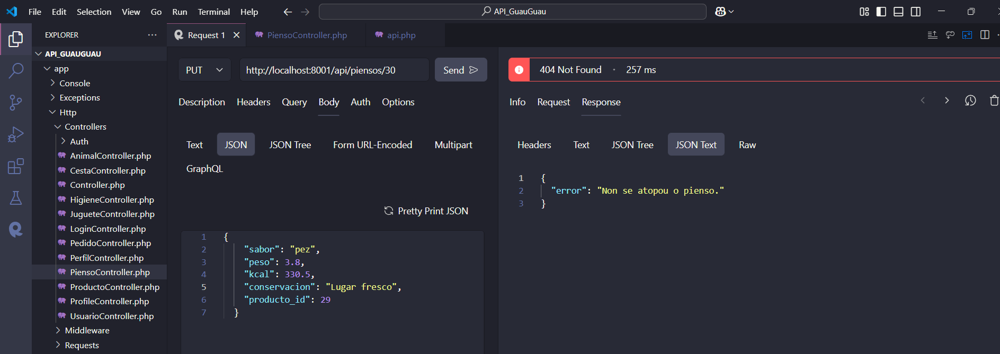 File Edit Selection View Go Run Terminal Help
API_GuauGuau
EXPLORER
API_GUAUGUAU
app
Console
Exceptions
Http
Controllers
Auth
AnimalController.php
CestaController.php
Controller.php
HigieneController.php
JugueteController.php
LoginController.php
PedidoController.php
PerfilController.php
PiensoController.php
ProductoController.php
ProfileController.php
UsuarioController.php
Middleware
Requests
Request 1 PiensoController.php api.php
PUT http://localhost:8001/api/piensos/30 Send
Description Headers Query Body Auth Options
Text JSON JSON Tree Form URL-Encoded Multipart
GraphQL
Pretty Print JSON
1 {
2 "sabor": "pez",
3 "peso": 3.8,
4 "kcal": 330.5,
5 "conservacion": "Lugar fresco",
6 "producto_id": 29
7 }
404 Not Found · 257 ms
Info Request Response
Headers Text JSON Tree JSON Text Raw
1 {
2 "error": "Non se atopou o pienso."
3 }